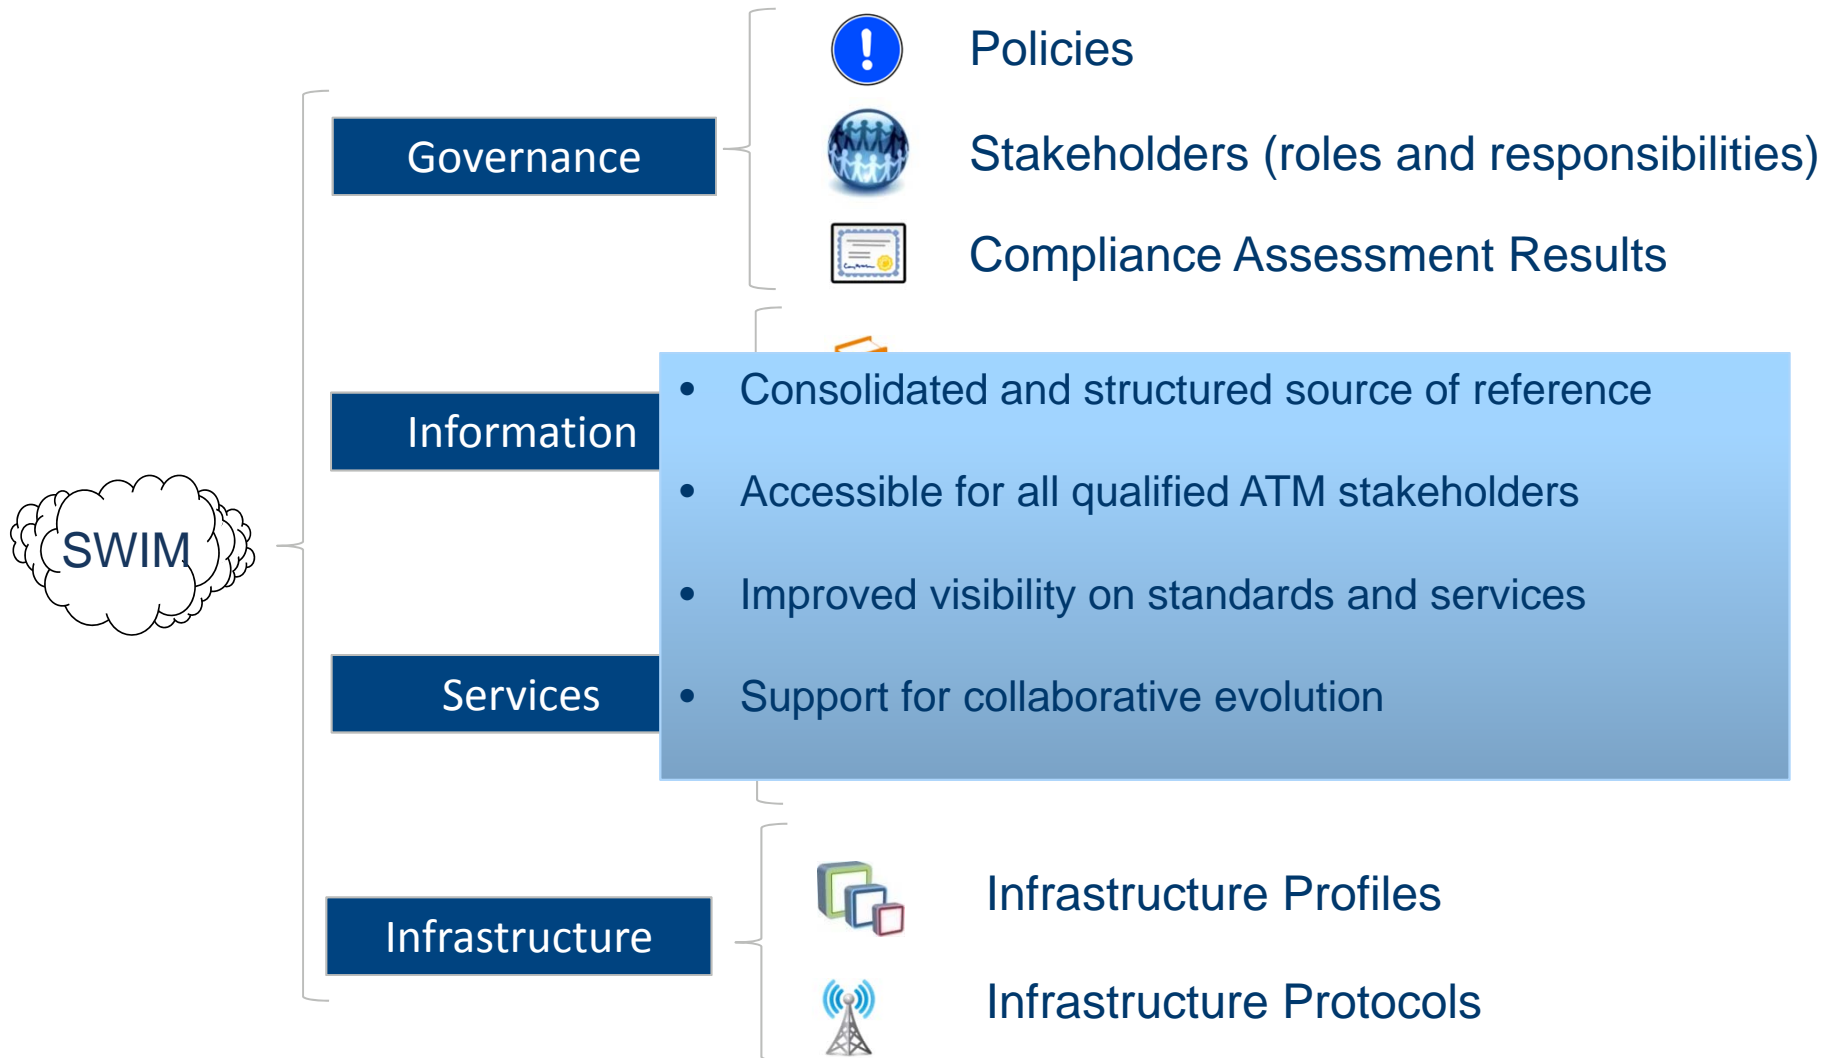 Policies
Governance
Stakeholders (roles and responsibilities)
Compliance Assessment Results
Information
• Consolidated and structured source of reference
• Accessible for all qualified ATM stakeholders
SWIM
• Improved visibility on standards and services
Services
• Support for collaborative evolution
Infrastructure
Infrastructure Profiles
Infrastructure Protocols